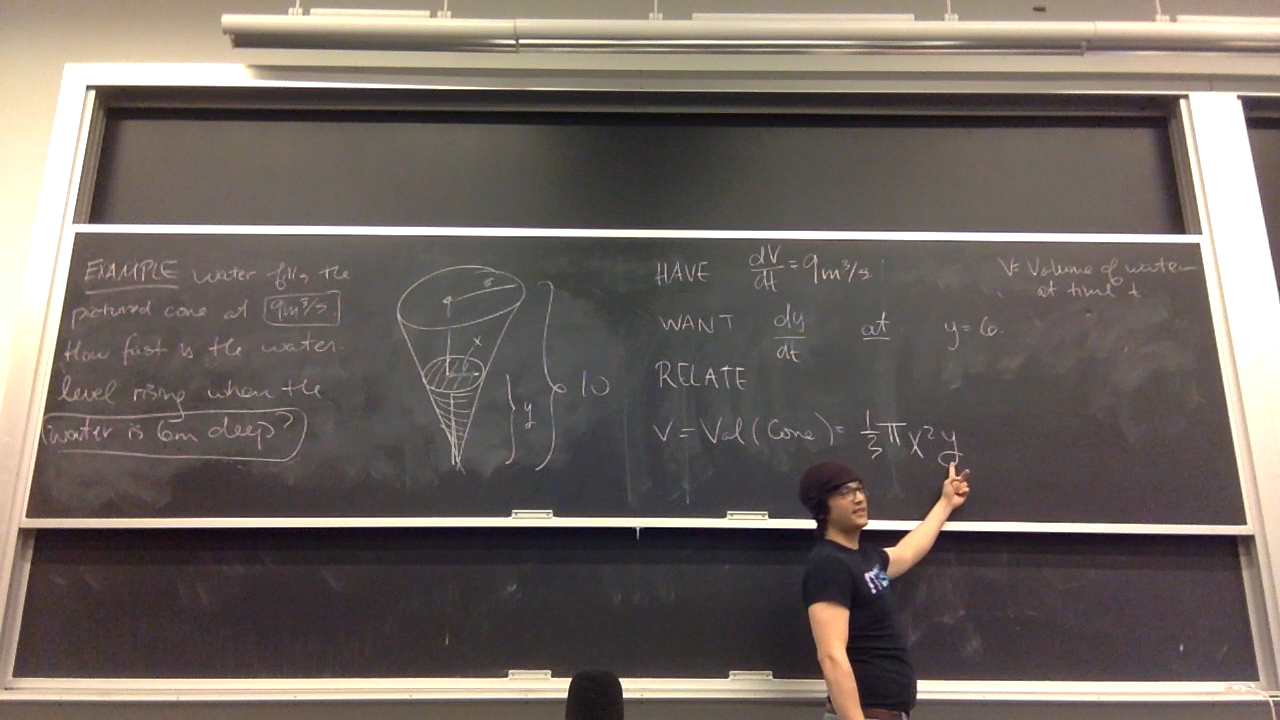 EXAMPLE water fills the
pictured cone at 9m³/s.
How fast is the water
level rising when the
water is 6m deep?
x
y
10
HAVE dV/dt = 9m³/s
WANT dy/dt at y=6.
RELATE
V = Vol(Cone) = 1/3 π x² y
V= Volume of water
at time t